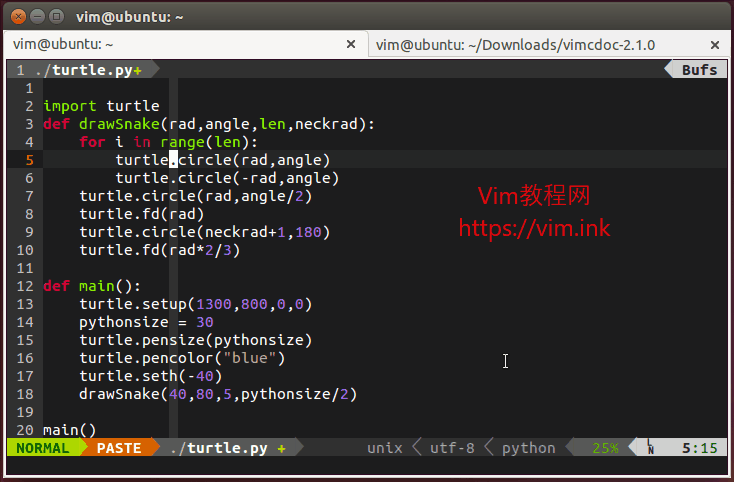 vim@ubuntu: ~
vim@ubuntu: ~ × vim@ubuntu: ~/Downloads/vimcdoc-2.1.0 ×
1 ./turtle.py+ Bufs
1
2 import turtle
3 def drawSnake(rad,angle,len,neckrad):
4     for i in range(len):
5         turtle.circle(rad,angle)
6         turtle.circle(-rad,angle)
7     turtle.circle(rad,angle/2)
8     turtle.fd(rad)
9     turtle.circle(neckrad+1,180)
10     turtle.fd(rad*2/3)
11
12 def main():
13     turtle.setup(1300,800,0,0)
14     pythonsize = 30
15     turtle.pensize(pythonsize)
16     turtle.pencolor("blue")
17     turtle.seth(-40)
18     drawSnake(40,80,5,pythonsize/2)
19
20 main()
Vim教程网
https://vim.ink
NORMAL PASTE ./turtle.py + unix utf-8 python 25% LN 5:15